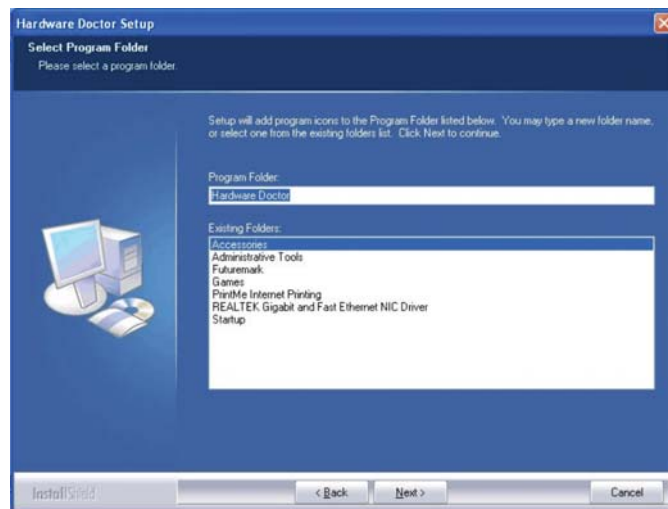 Hardware Doctor Setup
Select Program Folder
Please select a program folder.
Setup will add program icons to the Program Folder listed below. You may type a new folder name,
or select one from the existing folders list. Click Next to continue.
Program Folder:
Hardware Doctor
Existing Folders:
Accessories
Administrative Tools
Futuremark
Games
PrintMe Internet Printing
REALTEK Gigabit and Fast Ethernet NIC Driver
Startup
InstallShield
< Back Next > Cancel